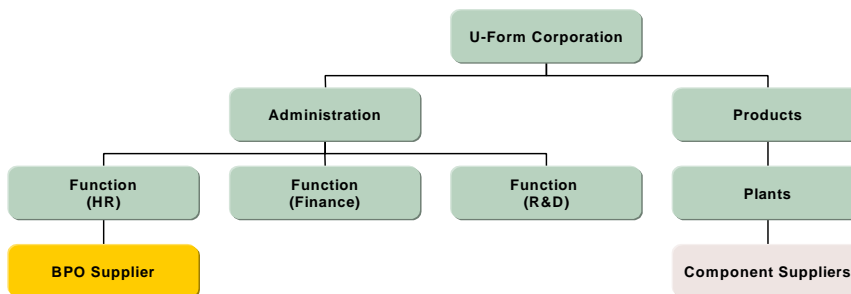 U-Form Corporation
Administration
Products
Function
(HR)
Function
(Finance)
Function
(R&D)
Plants
BPO Supplier
Component Suppliers